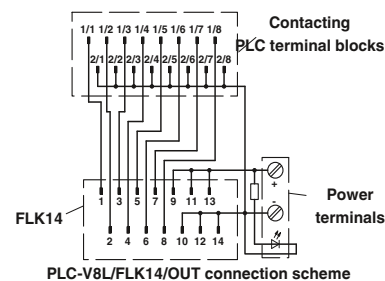 Contacting
PLC terminal blocks
1/1 1/2 1/3 1/4 1/5 1/6 1/7 1/8
2/1 2/2 2/3 2/4 2/5 2/6 2/7 2/8
1 3 5 7 9 11 13
+
-
FLK14
2 4 6 8 10 12 14
Power
terminals
PLC-V8L/FLK14/OUT connection scheme